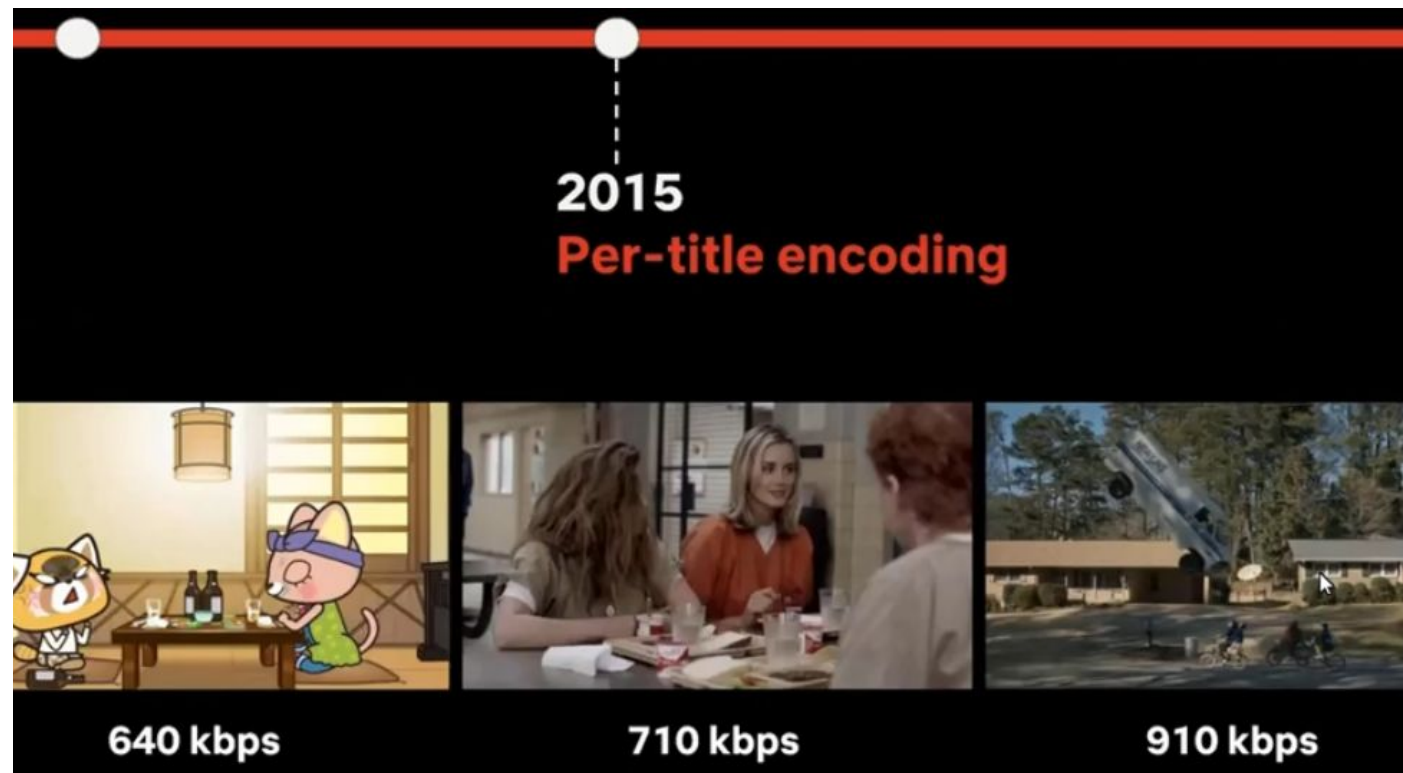 2015
Per-title encoding
640 kbps
710 kbps
910 kbps